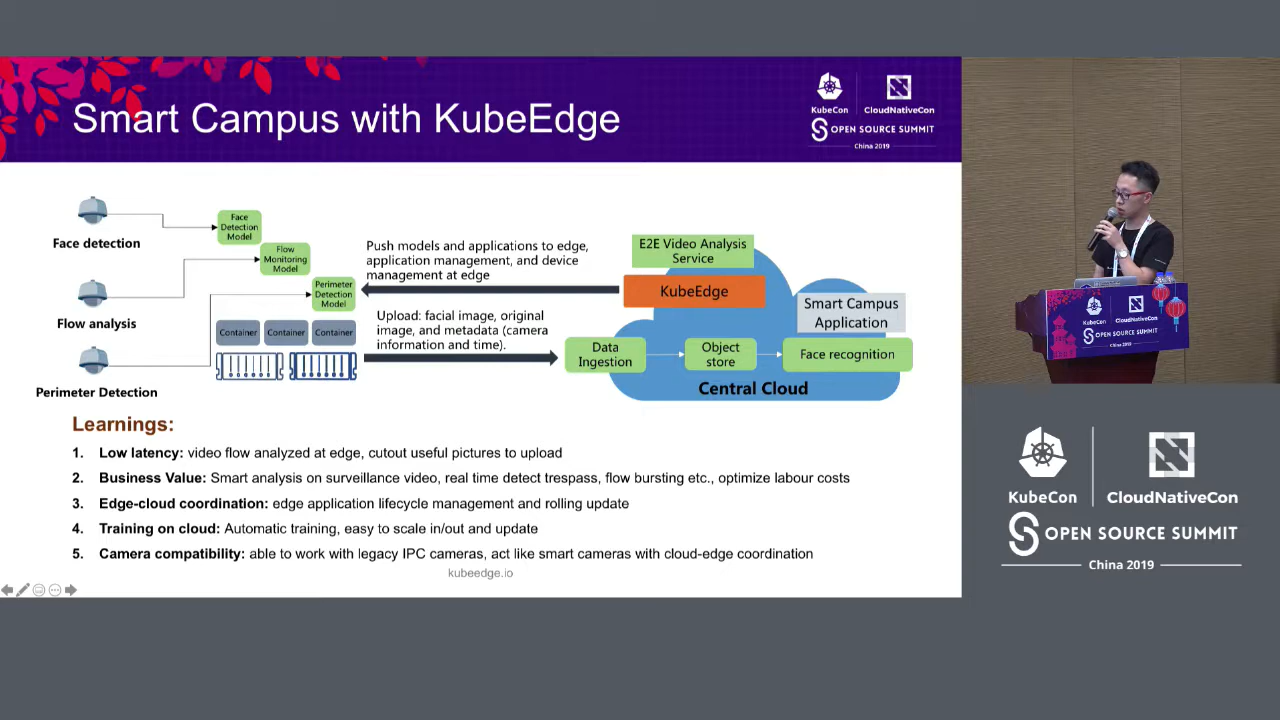 Smart Campus with KubeEdge
KubeCon
CloudNativeCon
OPEN SOURCE SUMMIT
China 2019
Face detection
Face
Detection
Model
Flow
Monitoring
Model
Flow analysis
Perimeter
Detection
Model
Container
Container
Container
Perimeter Detection
Push models and applications to edge,
application management, and device
management at edge
Upload: facial image, original
image, and metadata (camera
information and time).
E2E Video Analysis
Service
KubeEdge
Smart Campus
Application
Data
Ingestion
Object
store
Face recognition
Central Cloud
Learnings:
1. Low latency: video flow analyzed at edge, cutout useful pictures to upload
2. Business Value: Smart analysis on surveillance video, real time detect trespass, flow bursting etc., optimize labour costs
3. Edge-cloud coordination: edge application lifecycle management and rolling update
4. Training on cloud: Automatic training, easy to scale in/out and update
5. Camera compatibility: able to work with legacy IPC cameras, act like smart cameras with cloud-edge coordination
kubeedge.io
KubeCon
CloudNativeCon
OPEN SOURCE SUMMIT
China 2019
KubeCon
CloudNativeCon
OPEN SOURCE SUMMIT
China 2019